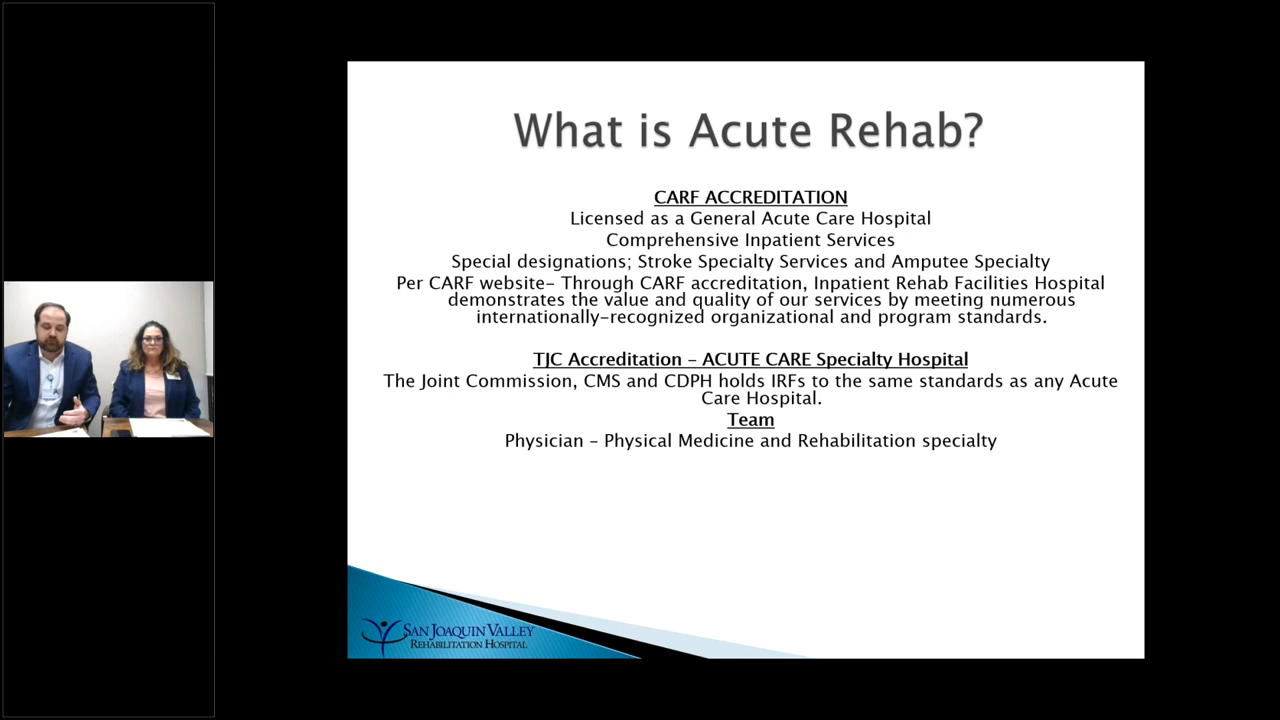 What is Acute Rehab?
CARF ACCREDITATION
Licensed as a General Acute Care Hospital
Comprehensive Inpatient Services
Special designations; Stroke Specialty Services and Amputee Specialty
Per CARF website- Through CARF accreditation, Inpatient Rehab Facilities Hospital
demonstrates the value and quality of our services by meeting numerous
internally-recognized organizational and program standards.
TJC Accreditation – ACUTE CARE Specialty Hospital
The Joint Commission, CMS and CDPH holds IRFs to the same standards as any Acute
Care Hospital.
Team
Physician – Physical Medicine and Rehabilitation specialty
SAN JOAQUIN VALLEY
REHABILITATION HOSPITAL